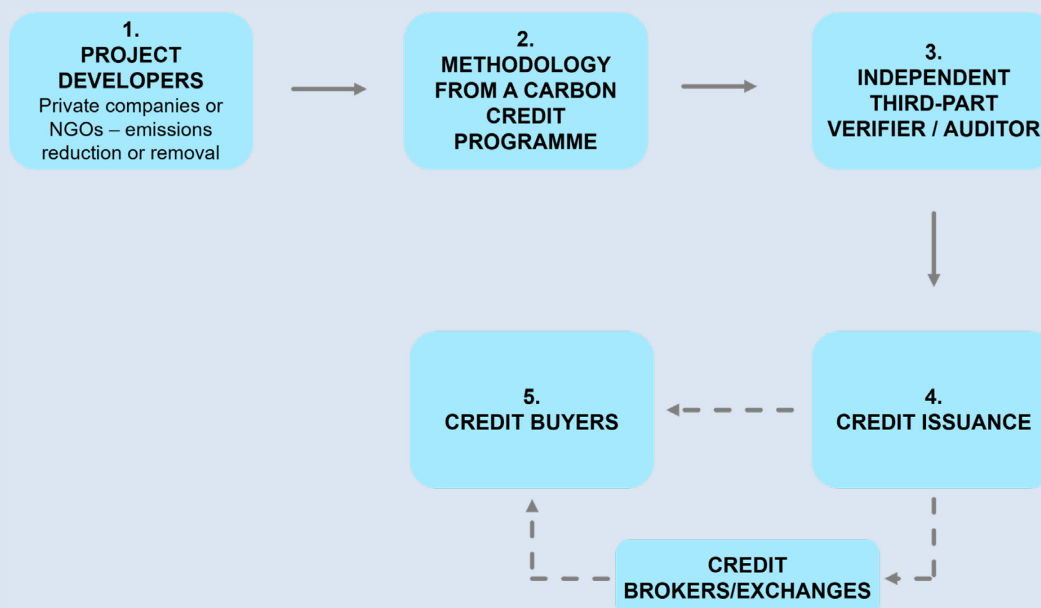 1.
PROJECT
DEVELOPERS
Private companies or
NGOs – emissions
reduction or removal
2.
METHODOLOGY
FROM A CARBON
CREDIT
PROGRAMME
3.
INDEPENDENT
THIRD-PART
VERIFIER / AUDITOR
4.
CREDIT ISSUANCE
5.
CREDIT BUYERS
CREDIT
BROKERS/EXCHANGES